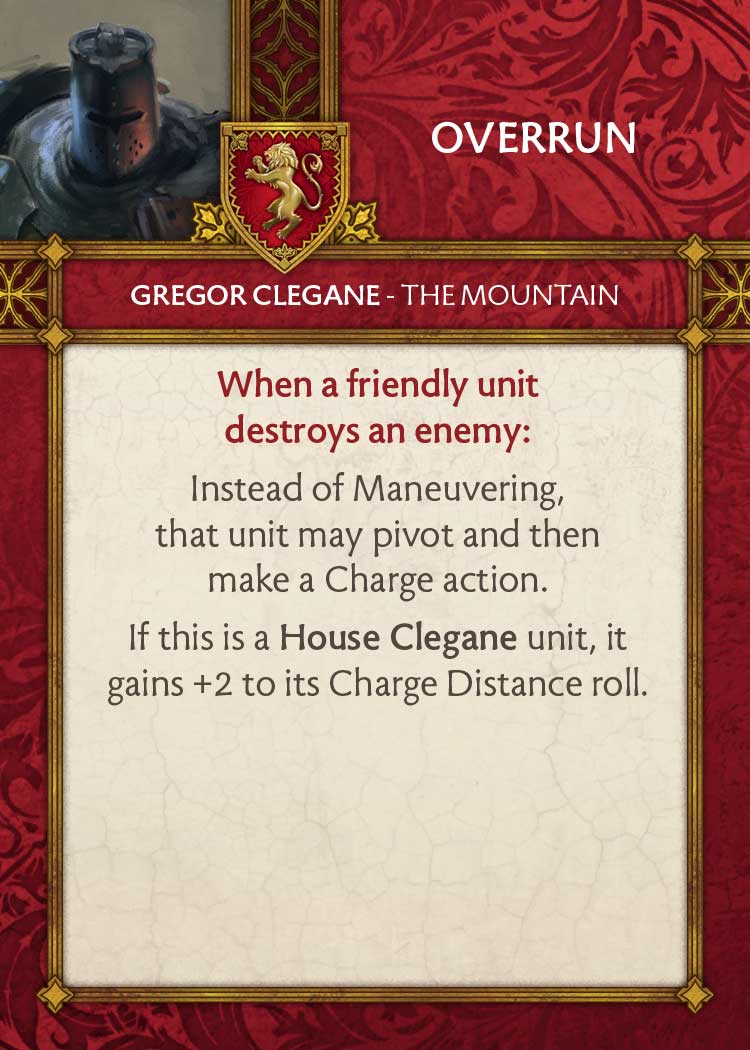 OVERRUN
GREGOR CLEGANE - THE MOUNTAIN
When a friendly unit
destroys an enemy:
Instead of Maneuvering,
that unit may pivot and then
make a Charge action.
If this is a House Clegane unit, it
gains +2 to its Charge Distance roll.